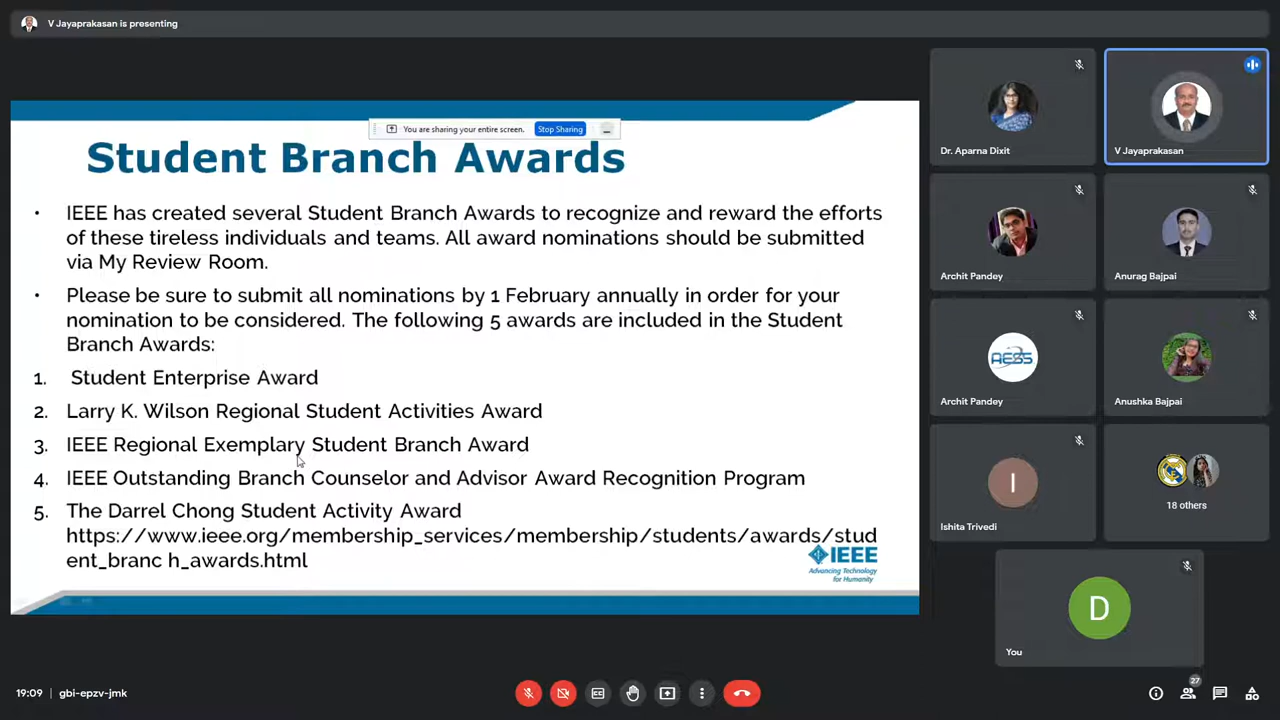 V Jayaprakasan is presenting
You are sharing your entire screen.
Stop Sharing
Student Branch Awards
• IEEE has created several Student Branch Awards to recognize and reward the efforts
of these tireless individuals and teams. All award nominations should be submitted
via My Review Room.
• Please be sure to submit all nominations by 1 February annually in order for your
nomination to be considered. The following 5 awards are included in the Student
Branch Awards:
1. Student Enterprise Award
2. Larry K. Wilson Regional Student Activities Award
3. IEEE Regional Exemplary Student Branch Award
4. IEEE Outstanding Branch Counselor and Advisor Award Recognition Program
5. The Darrel Chong Student Activity Award
https://www.ieee.org/membership_services/membership/students/awards/stud
ent_branc h_awards.html
IEEE
Advancing Technology
for Humanity
Dr. Aparna Dixit
V Jayaprakasan
Archit Pandey
Anurag Bajpai
AESS
Archit Pandey
Anushka Bajpai
I
Ishita Trivedi
18 others
D
You
19:09 | gbi-epzv-jmk
CC
27